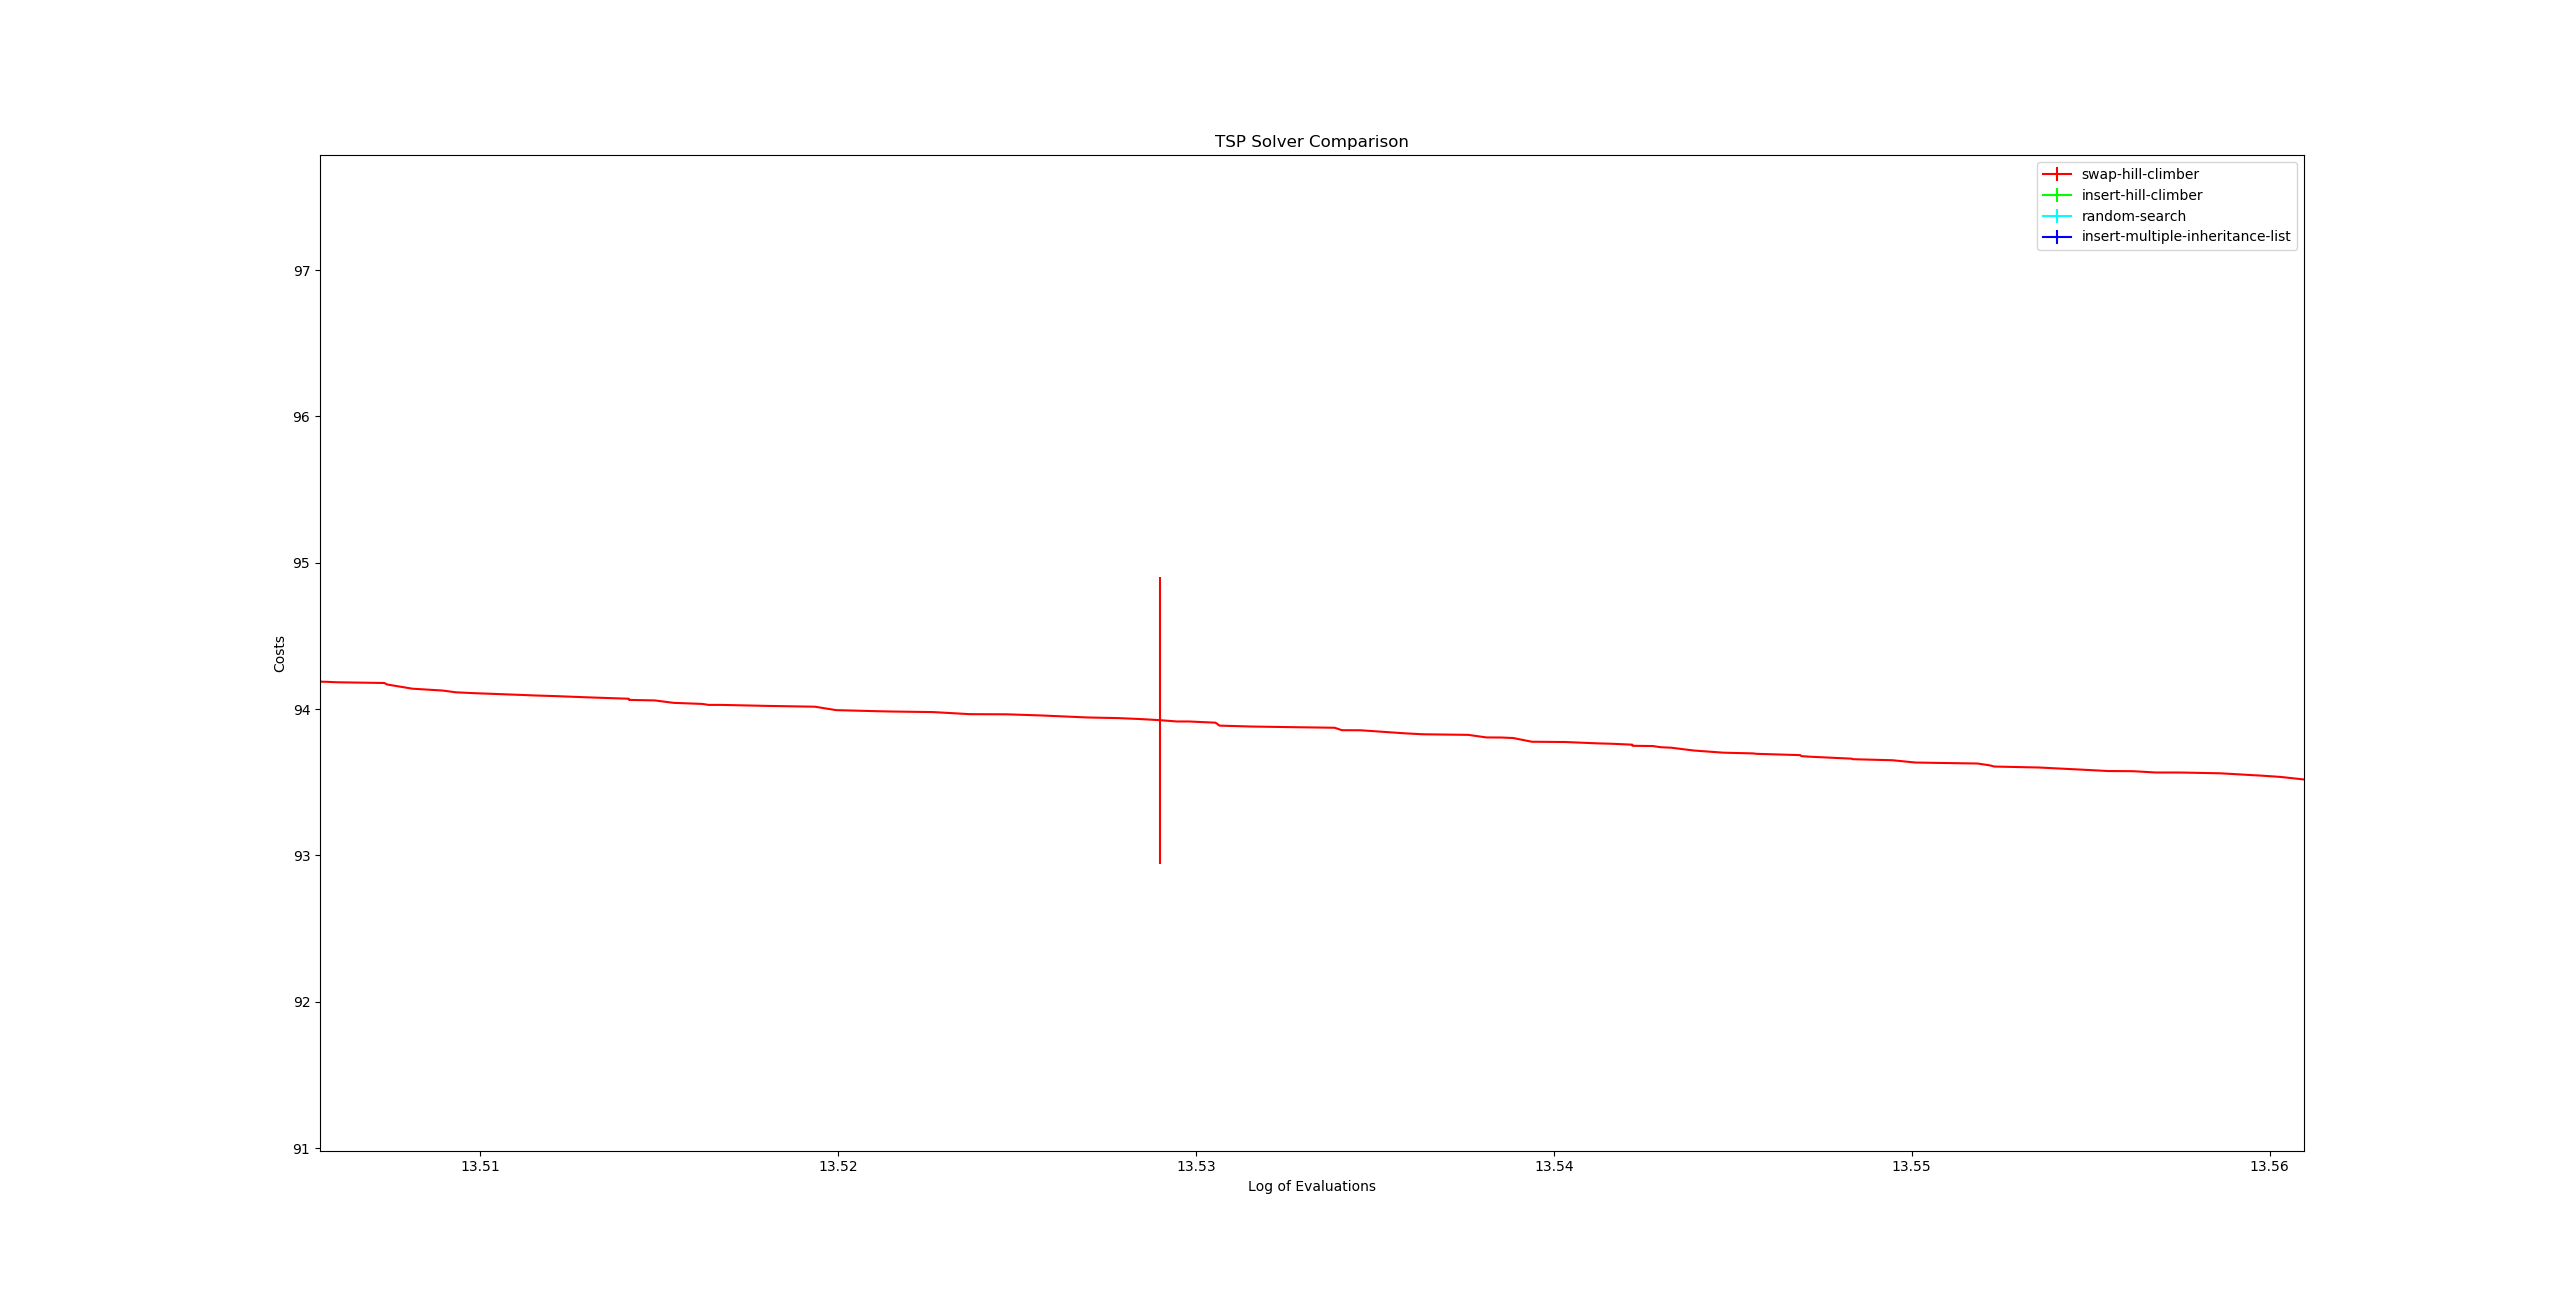 TSP Solver Comparison
swap-hill-climber
insert-hill-climber
random-search
insert-multiple-inheritance-list
97
96
95
94
93
92
91
Costs
13.51 13.52 13.53 13.54 13.55 13.56
Log of Evaluations